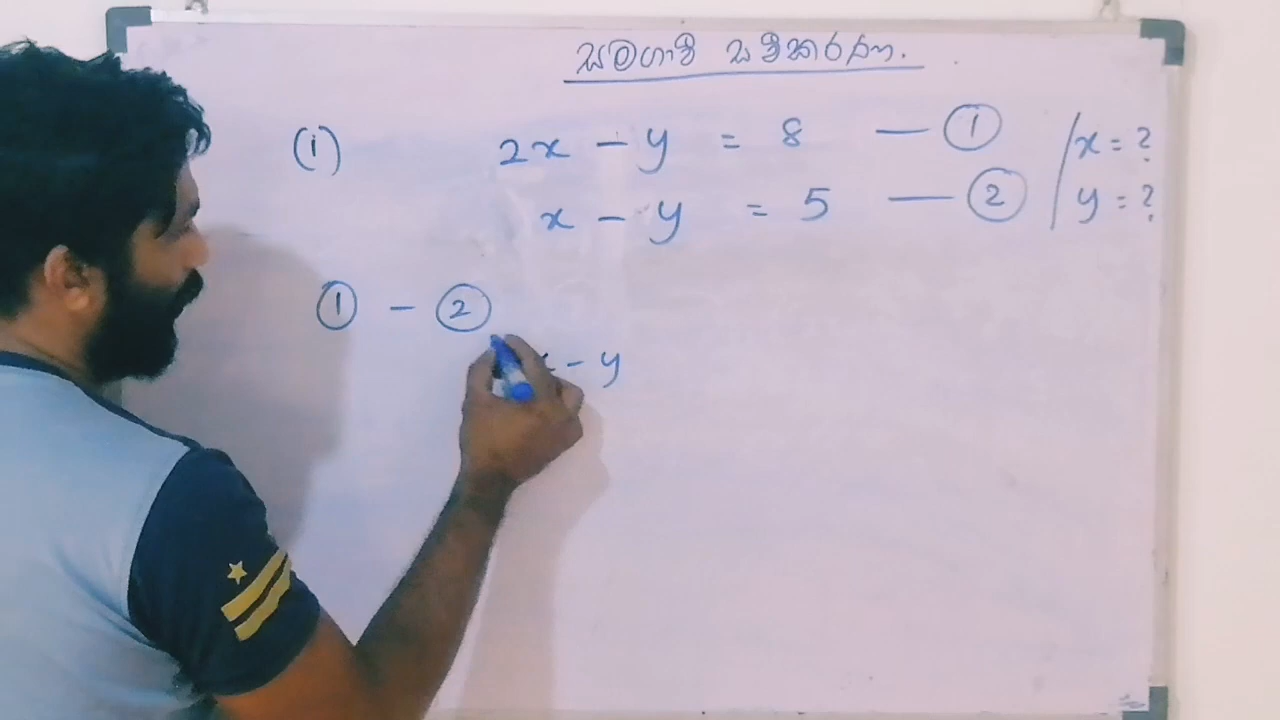 සමගාමී සමීකරණ.
(i) 2x - y = 8 — ① / x = ?
x - y = 5 — ② / y = ?
① - ②
x - y